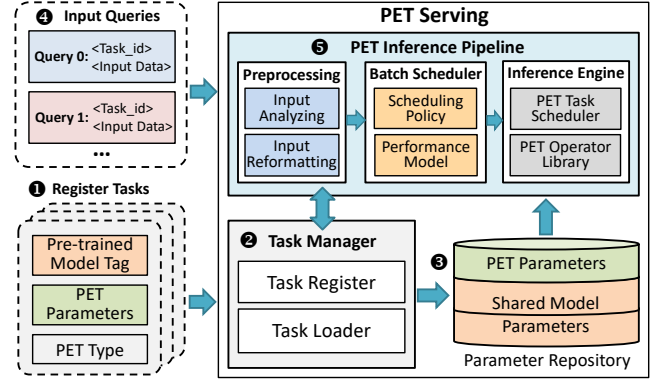 PET Serving
❹ Input Queries
Query 0: <Task_id>
<Input Data>
Query 1: <Task_id>
<Input Data>
...
❺ PET Inference Pipeline
Preprocessing
Input
Analyzing
Input
Reformatting
Batch Scheduler
Scheduling
Policy
Performance
Model
Inference Engine
PET Task
Scheduler
PET Operator
Library
❶ Register Tasks
Pre-trained
Model Tag
PET
Parameters
PET Type
❷ Task Manager
Task Register
Task Loader
❸
PET Parameters
Shared Model
Parameters
Parameter Repository